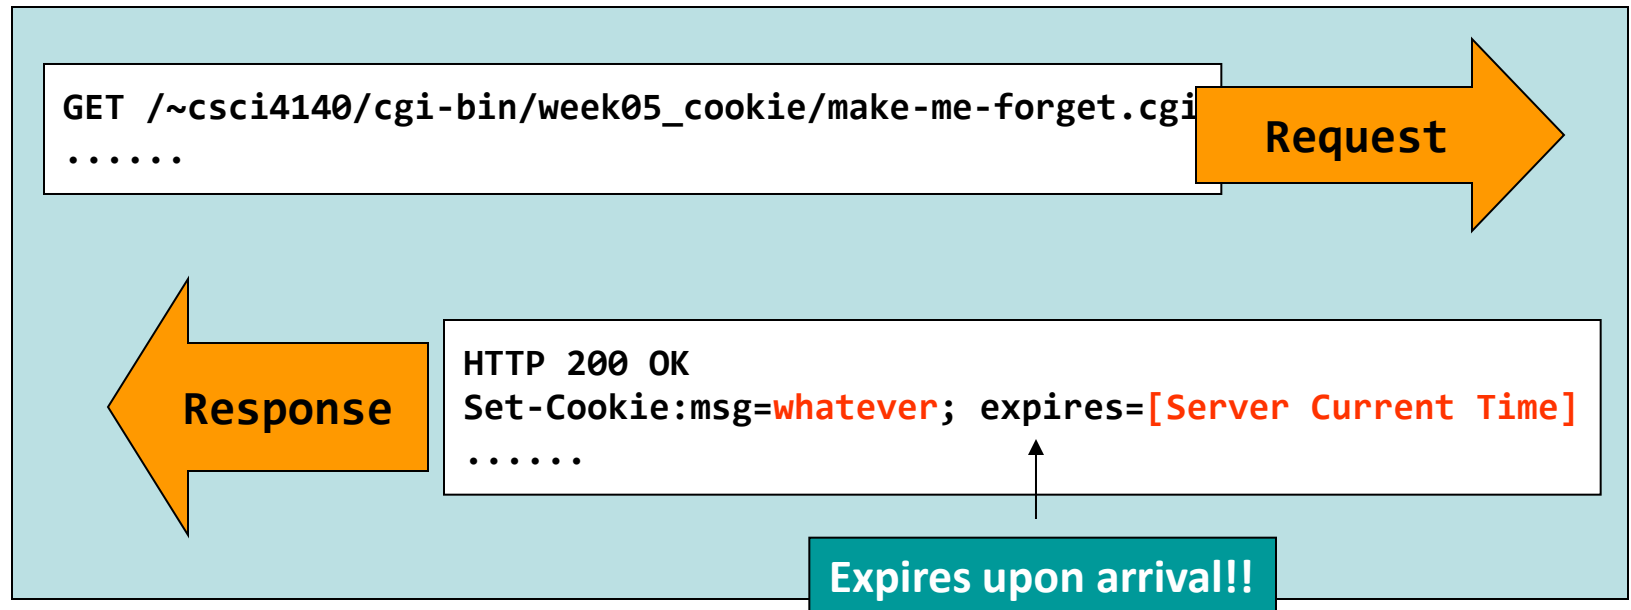 GET /~csci4140/cgi-bin/week05_cookie/make-me-forget.cgi
......
Request
Response
HTTP 200 OK
Set-Cookie:msg=whatever; expires=[Server Current Time]
......
Expires upon arrival!!